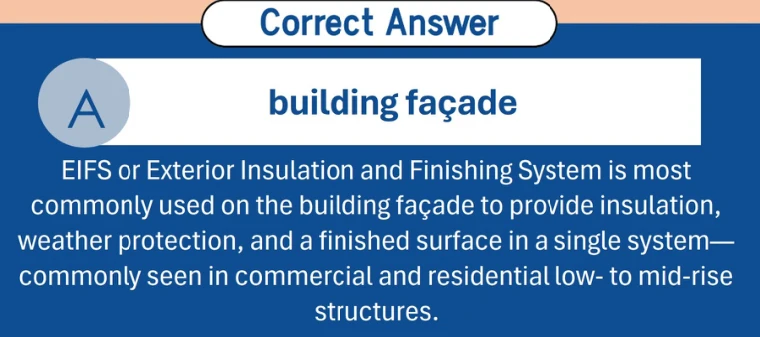 Correct Answer
A
building façade
EIFS or Exterior Insulation and Finishing System is most
commonly used on the building façade to provide insulation,
weather protection, and a finished surface in a single system—
commonly seen in commercial and residential low- to mid-rise
structures.